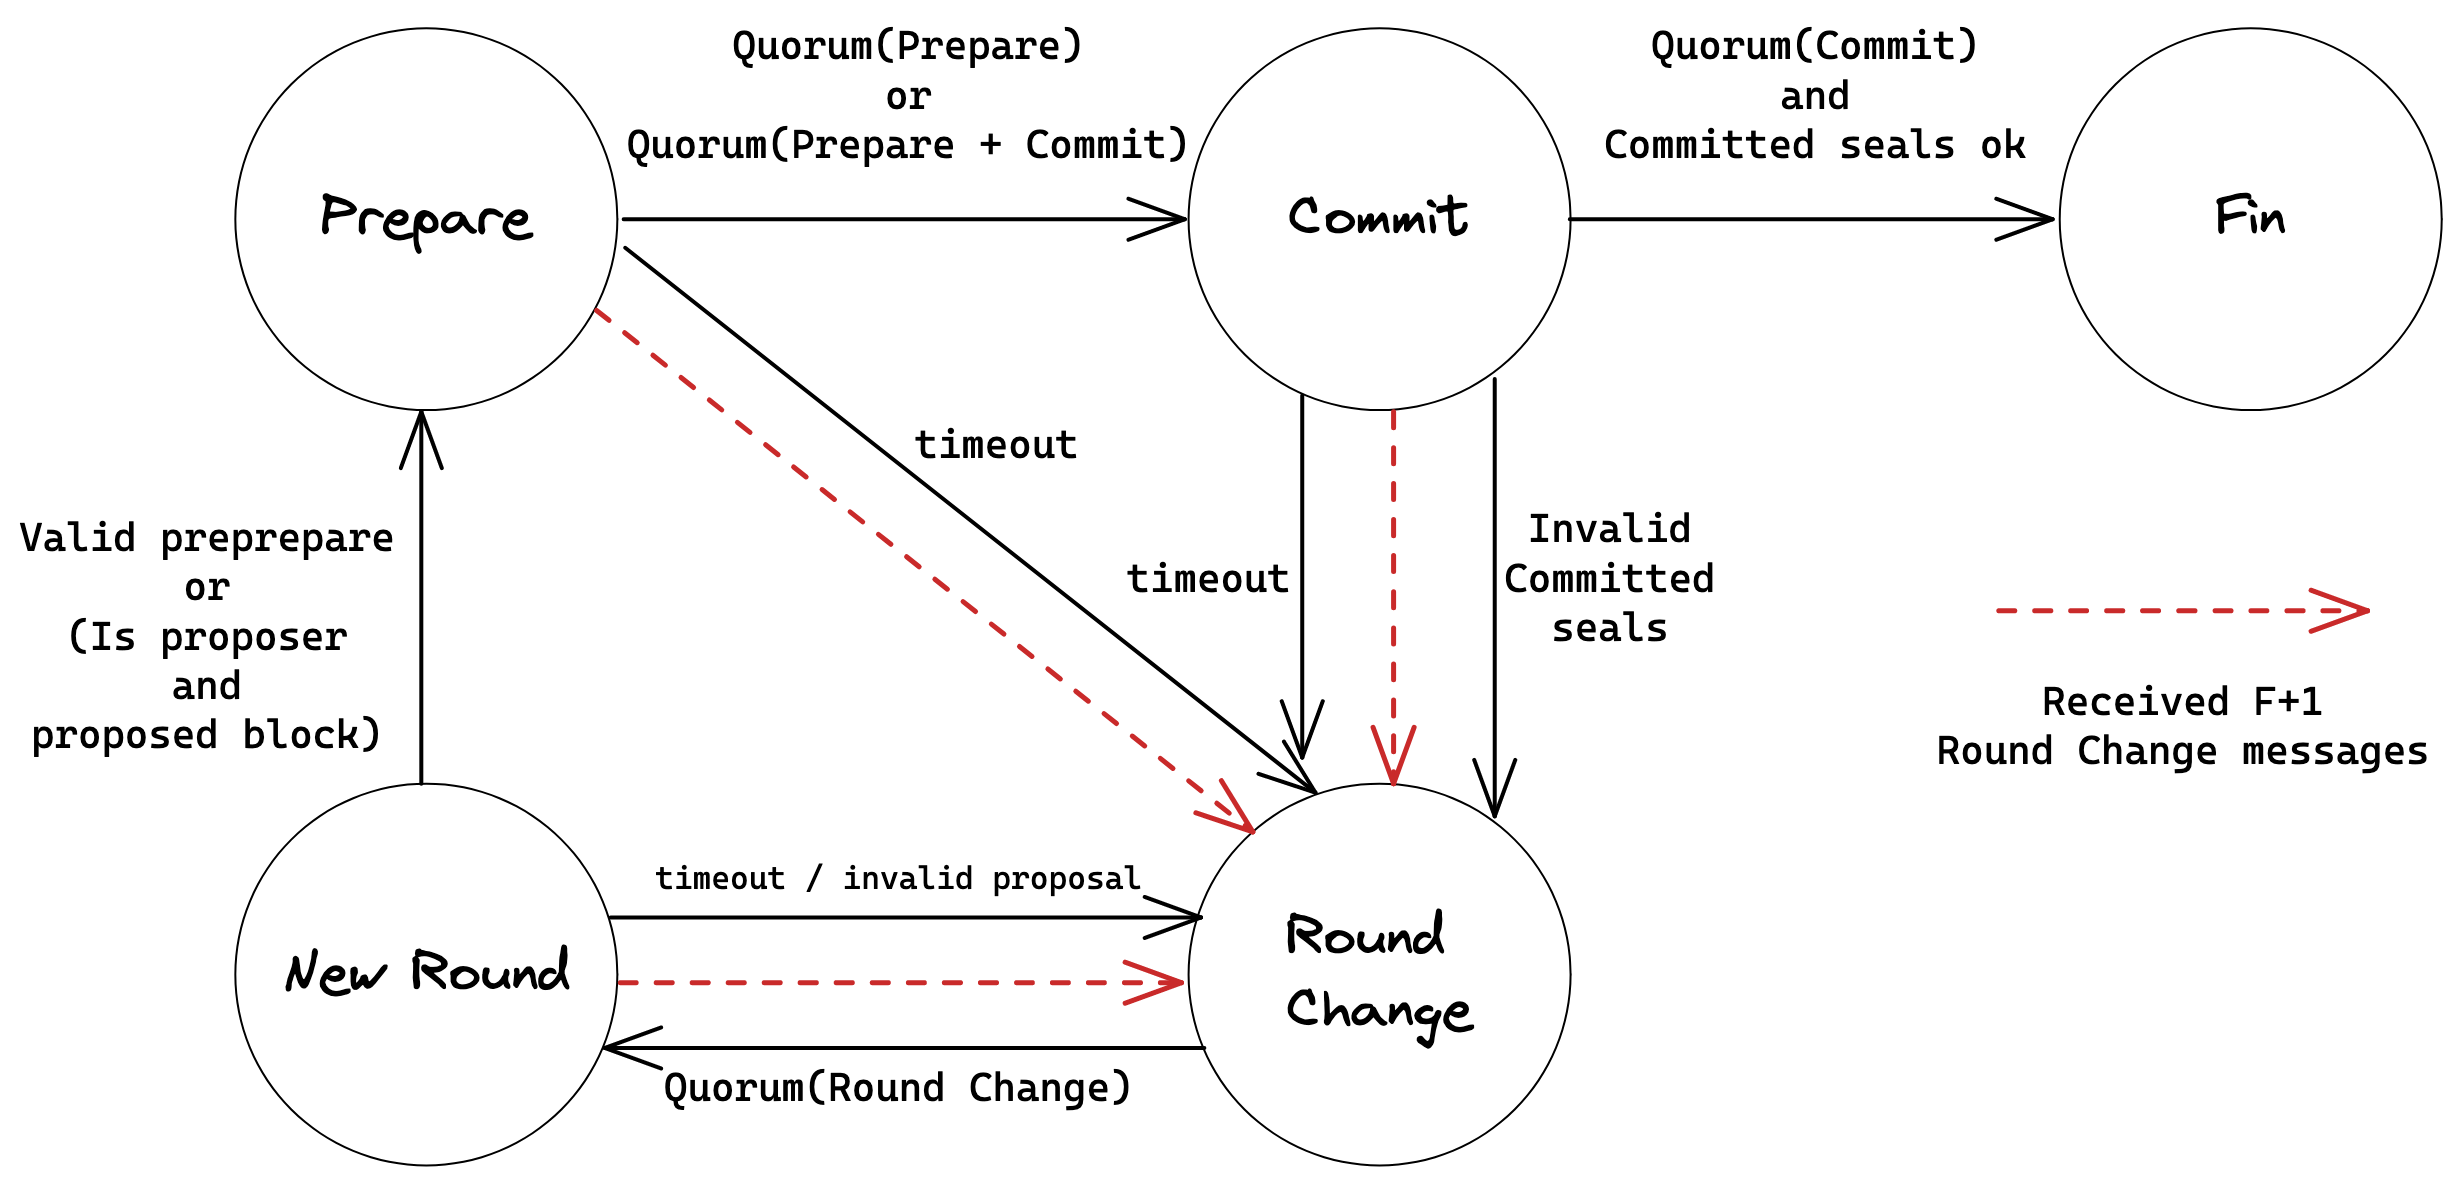 Quorum(Prepare)
or
Quorum(Prepare + Commit)
Quorum(Commit)
and
Committed seals ok
Prepare
Commit
Fin
timeout
Valid preprepare
or
(Is proposer
and
proposed block)
timeout
Invalid
Committed
seals
Received F+1
Round Change messages
timeout / invalid proposal
New Round
Round
Change
Quorum(Round Change)